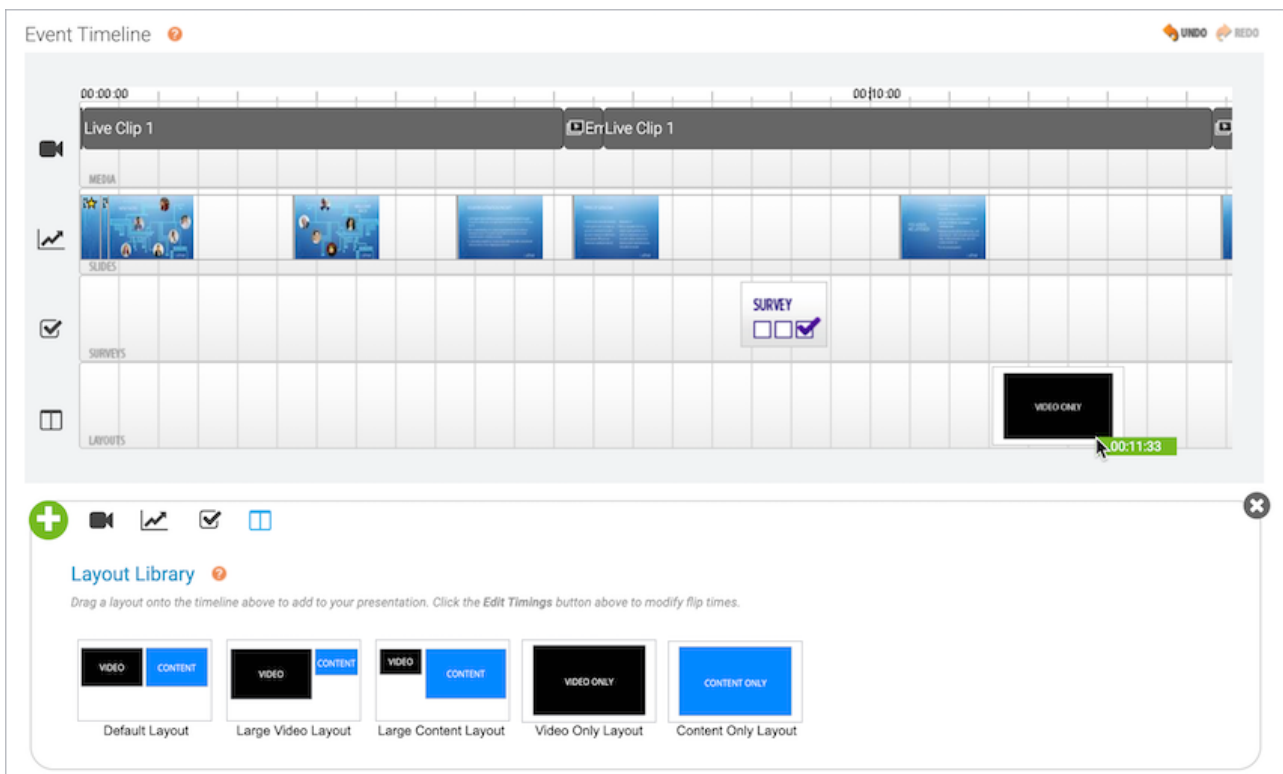 Event Timeline ?
UNDO REDO
00:00:00 00:10:00
Live Clip 1 Em Live Clip 1
MEDIA
SLIDES
SURVEY
SURVEYS
VIDEO ONLY
LAYOUTS
00:11:33
Layout Library ?
Drag a layout onto the timeline above to add to your presentation. Click the Edit Timings button above to modify flip times.
VIDEO CONTENT VIDEO CONTENT VIDEO CONTENT VIDEO ONLY CONTENT ONLY
Default Layout Large Video Layout Large Content Layout Video Only Layout Content Only Layout